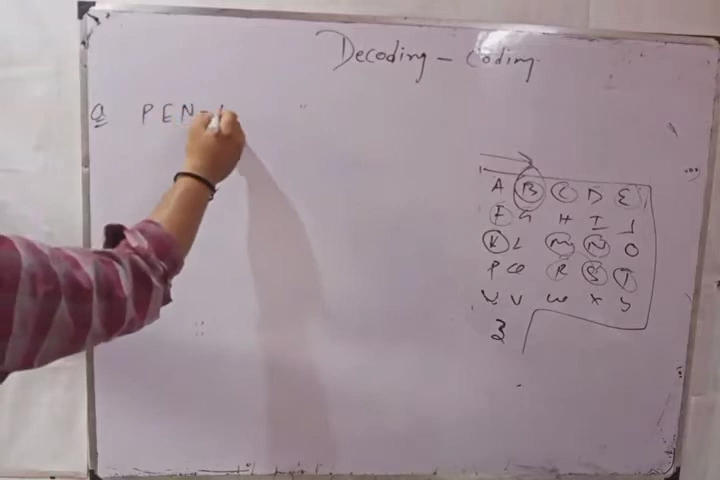 Decoding - Coding
Q PEN -
A B C D E
F G H I J
K L M N O
P Q R S T
U V W X Y
Z